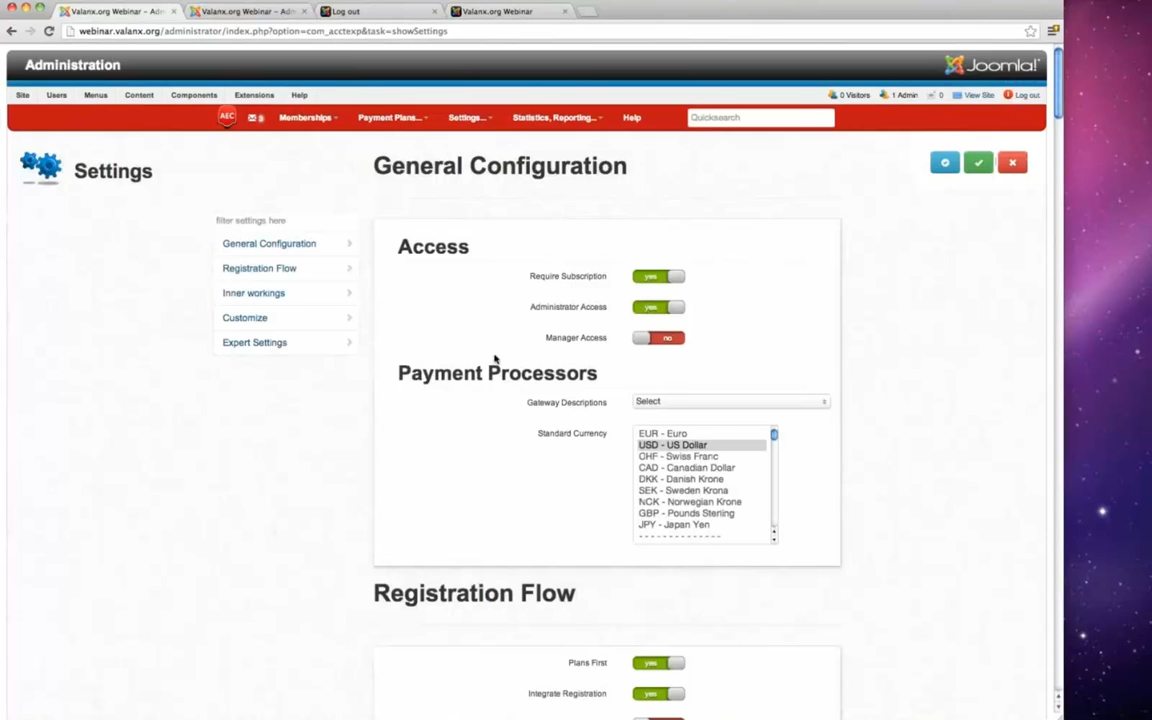 Valanx.org Webinar - Adm
Valanx.org Webinar - Adm
Log out
Valanx.org Webinar
webinar.valanx.org/administrator/index.php?option=com_acctexp&task=showSettings
Administration
Joomla!
Site Users Menus Content Components Extensions Help
0 Visitors 1 Admin 0 View Site Log out
AEC Memberships Payment Plans... Settings... Statistics, Reporting... Help Quicksearch
Settings
General Configuration
filter settings here
General Configuration
Registration Flow
Inner workings
Customize
Expert Settings
Access
Require Subscription yes
Administrator Access yes
Manager Access no
Payment Processors
Gateway Descriptions Select
Standard Currency
EUR - Euro
USD - US Dollar
CHF - Swiss Franc
CAD - Canadian Dollar
DKK - Danish Krone
SEK - Sweden Krona
NCK - Norwegian Krone
GBP - Pounds Sterling
JPY - Japan Yen
- - - - - - - - - - - - - -
Registration Flow
Plans First yes
Integrate Registration yes